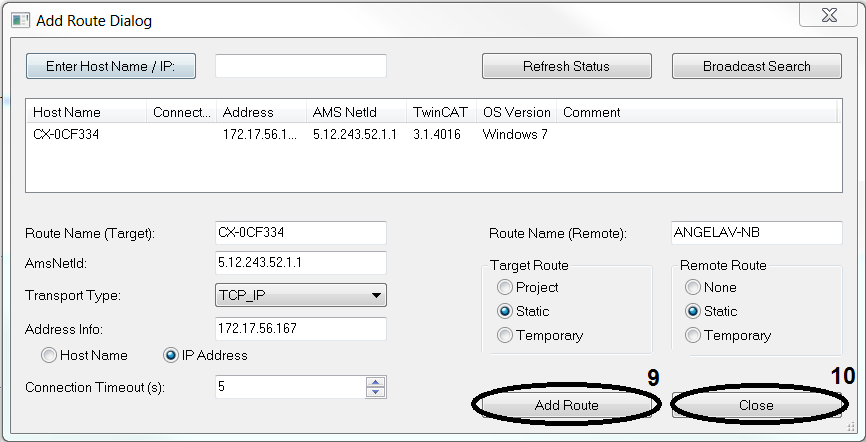 Add Route Dialog
Enter Host Name / IP: Refresh Status Broadcast Search
Host Name Connect... Address AMS NetId TwinCAT OS Version Comment
CX-0CF334 172.17.56.1... 5.12.243.52.1.1 3.1.4016 Windows 7
Route Name (Target): CX-0CF334 Route Name (Remote): ANGELAV-NB
AmsNetId: 5.12.243.52.1.1 Target Route Remote Route
Transport Type: TCP_IP Project None
Address Info: 172.17.56.167 Static Static
Host Name IP Address Temporary Temporary
Connection Timeout (s): 5 9 10
Add Route Close